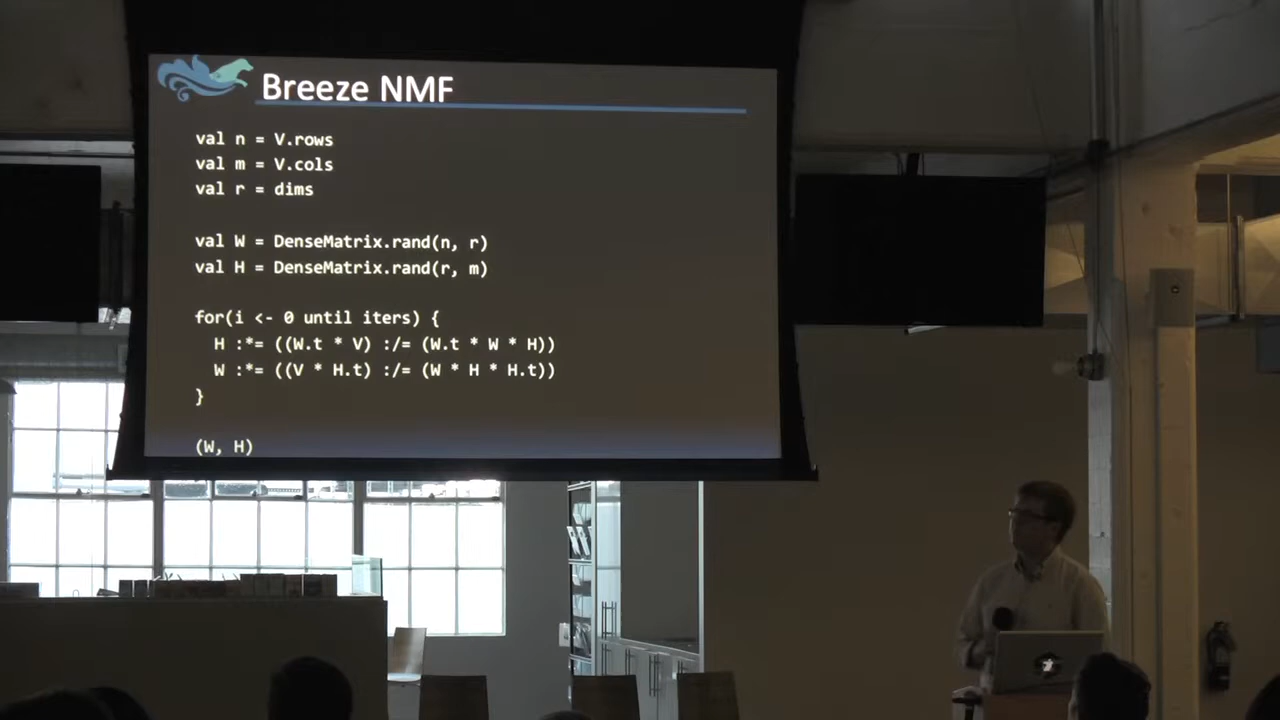 Breeze NMF
val n = V.rows
val m = V.cols
val r = dims
val W = DenseMatrix.rand(n, r)
val H = DenseMatrix.rand(r, m)
for(i <- 0 until iters) {
H :*= ((W.t * V) :/= (W.t * W * H))
W :*= ((V * H.t) :/= (W * H * H.t))
}
(W, H)